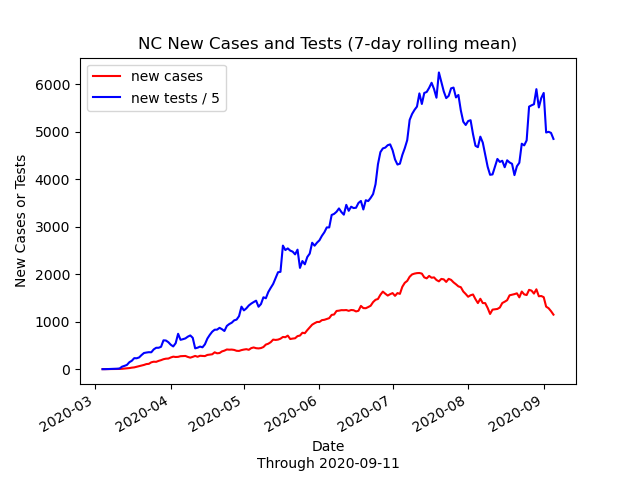 NC New Cases and Tests (7-day rolling mean)
new cases
new tests / 5
6000
5000
4000
3000
2000
1000
0
New Cases or Tests
2020-03
2020-04
2020-05
2020-06
2020-07
2020-08
2020-09
Date
Through 2020-09-11